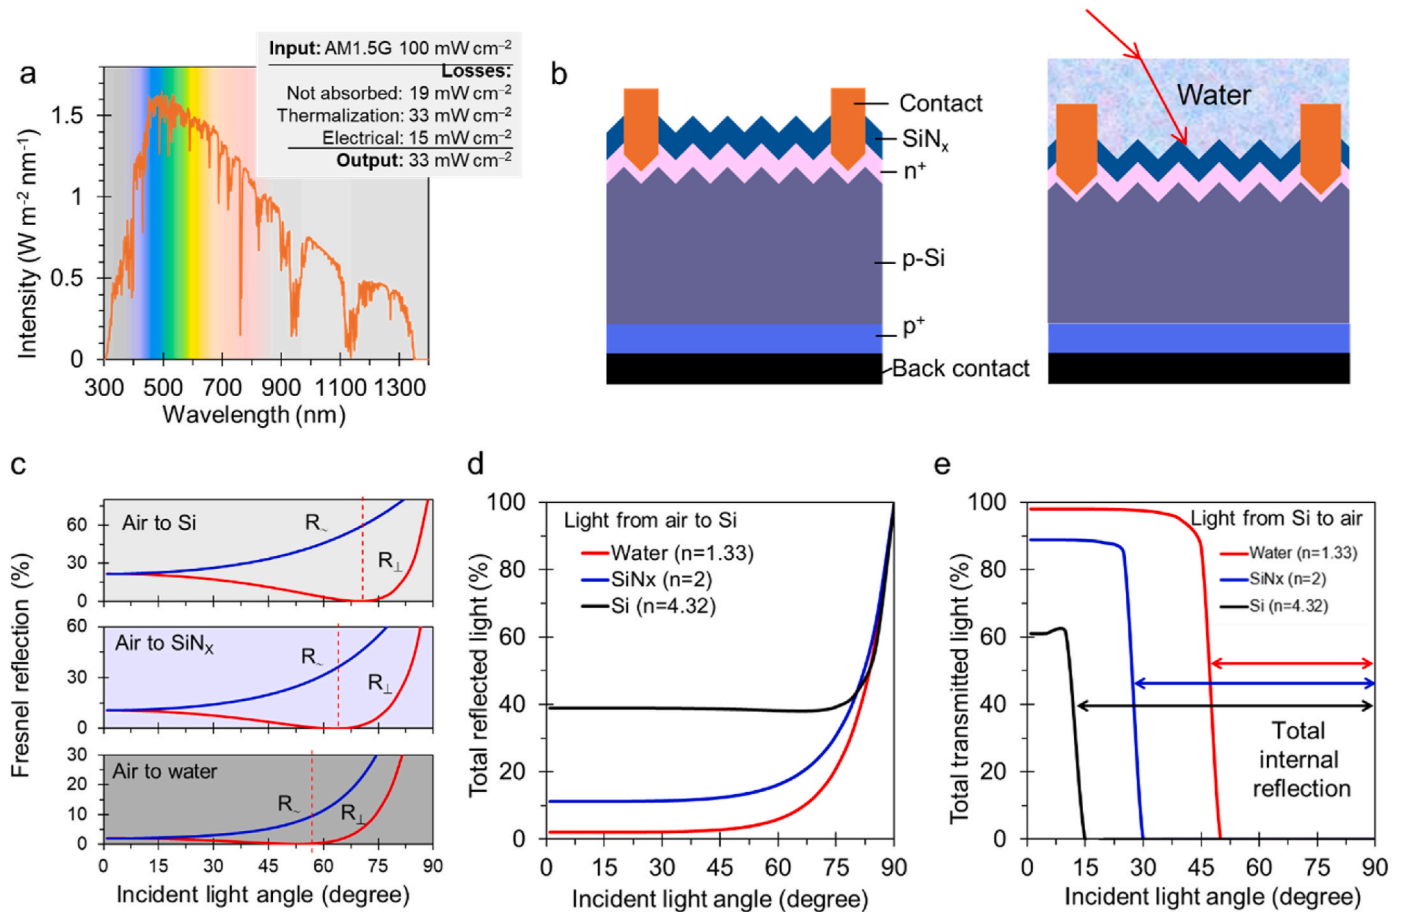 a
Input: AM1.5G 100 mW cm–2
Losses:
Not absorbed: 19 mW cm–2
Thermalization: 33 mW cm–2
Electrical: 15 mW cm–2
Output: 33 mW cm–2
Intensity (W m-2 nm-1)
1.5
1
0.5
0
300 500 700 900 1100 1300
Wavelength (nm)
b
Contact
SiNx
n+
p-Si
p+
Back contact
Water
c
Fresnel reflection (%)
Air to Si
R~
R⊥
60
30
0
Air to SiNX
R~
R⊥
60
30
0
Air to water
R~
R⊥
30
20
10
0
0 15 30 45 60 75 90
Incident light angle (degree)
d
Total reflected light (%)
100
80
60
40
20
0
Light from air to Si
Water (n=1.33)
SiNx (n=2)
Si (n=4.32)
0 15 30 45 60 75 90
Incident light angle (degree)
e
Total transmitted light (%)
100
80
60
40
20
0
Light from Si to air
Water (n=1.33)
SiNx (n=2)
Si (n=4.32)
Total
internal
reflection
0 15 30 45 60 75 90
Incident light angle (degree)